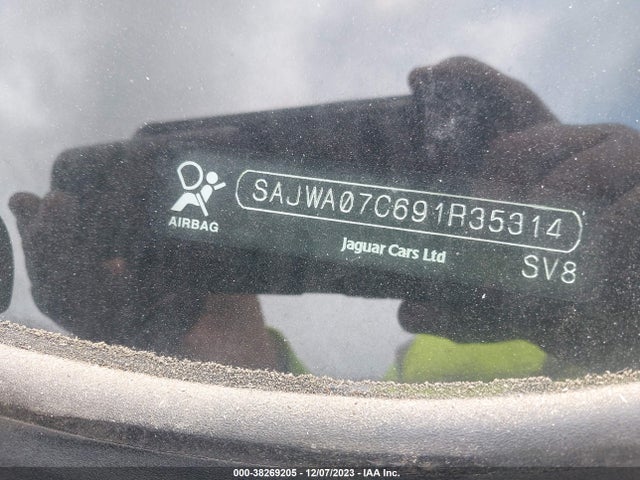 AIRBAG
SAJWA07C691R35314
Jaguar Cars Ltd
SV8
000-38269205 - 12/07/2023 - IAA Inc.